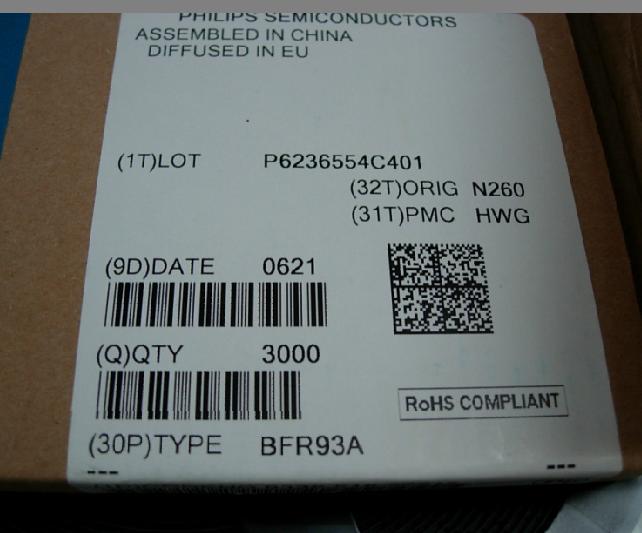 PHILIPS SEMICONDUCTORS
ASSEMBLED IN CHINA
DIFFUSED IN EU
(1T)LOT P6236554C401
(32T)ORIG N260
(31T)PMC HWG
(9D)DATE 0621
(Q)QTY 3000
RoHS COMPLIANT
(30P)TYPE BFR93A